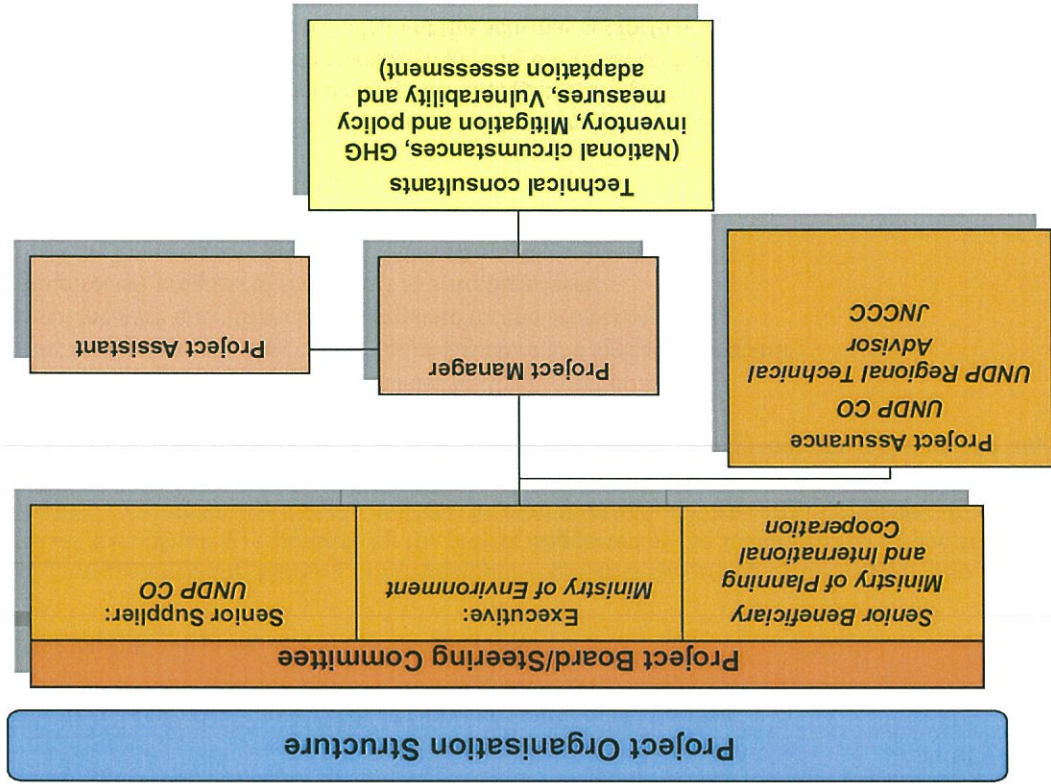 Project Organisation Structure
Project Board/Steering Committee
Senior Beneficiary
Ministry of Planning
and International
Cooperation
Executive:
Ministry of Environment
Senior Supplier:
UNDP CO
Project Assurance
UNDP CO
UNDP Regional Technical
Advisor
JNCCC
Project Manager
Project Assistant
Technical consultants
(National circumstances, GHG
inventory, Mitigation and policy
measures, Vulnerability and
adaptation assessment)